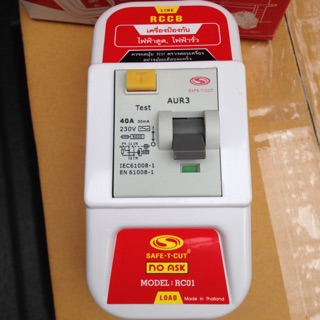 LINE
RCCB
เครื่องป้องกัน
ไฟฟ้าดูด, ไฟฟ้ารั่ว
SAFE-T-CUT
Test
AUR3
40A 30mA
230V
IEC61008-1
EN 61008-1
SAFE-T-CUT
NO ASK
MODEL : RC01
LOAD
Made in Thailand